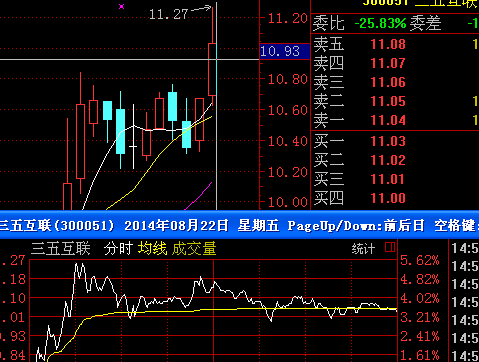 300051 三五互联
委比 -25.83% 委差 -1
卖五 11.08 1
卖四 11.07
卖三 11.06
卖二 11.05 1
卖一 11.04 1
买一 11.03
买二 11.02
买三 11.01
买四 11.00
11.27
11.20
10.93
10.80
10.60
10.40
10.20
10.00
三五互联(300051) 2014年08月22日 星期五 PageUp/Down:前后日 空格键:
三五互联 分时 均线 成交量 统计
.27 5.62% 14:5
.18 4.82% 14:5
.10 4.02% 14:5
.01 3.21% 14:5
0.93 2.41% 14:5
0.84 1.61% 14:5